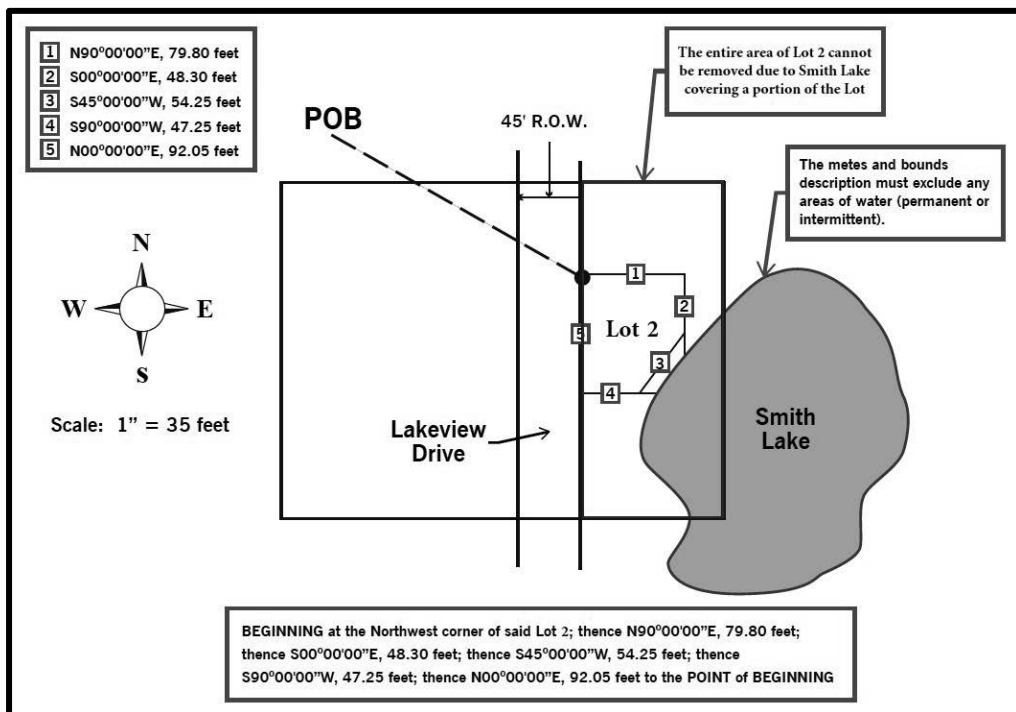 1 N90°00'00"E, 79.80 feet
2 S00°00'00"E, 48.30 feet
3 S45°00'00"W, 54.25 feet
4 S90°00'00"W, 47.25 feet
5 N00°00'00"E, 92.05 feet
The entire area of Lot 2 cannot
be removed due to Smith Lake
covering a portion of the Lot
POB
45' R.O.W.
The metes and bounds
description must exclude any
areas of water (permanent or
intermittent).
N
W E
S
Scale: 1" = 35 feet
1
2
Lot 2
5
3
4
Lakeview
Drive
Smith
Lake
BEGINNING at the Northwest corner of said Lot 2; thence N90°00'00"E, 79.80 feet;
thence S00°00'00"E, 48.30 feet; thence S45°00'00"W, 54.25 feet; thence
S90°00'00"W, 47.25 feet; thence N00°00'00"E, 92.05 feet to the POINT of BEGINNING